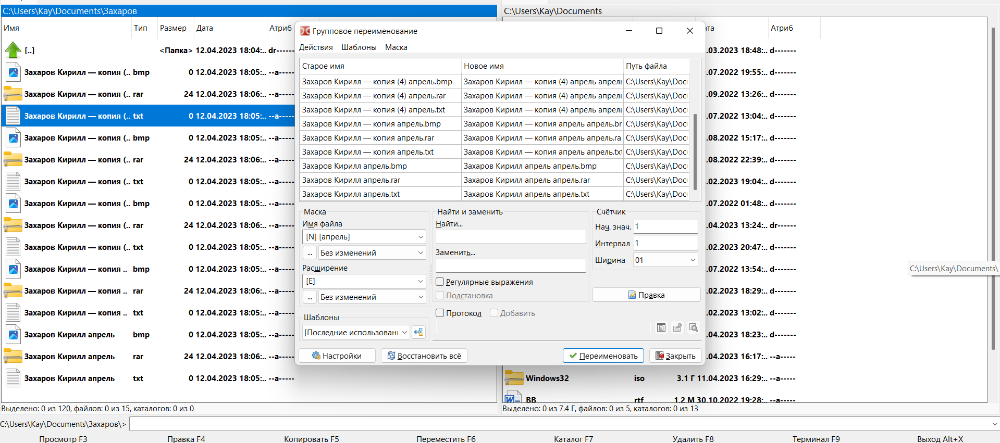 C:\Users\Kay\Documents\Захаров
Имя Тип Размер Дата Атриб
[..] <Папка> 12.04.2023 18:04:.. dr------
Захаров Кирилл — копия (.. bmp 0 12.04.2023 18:05:.. --a-----
Захаров Кирилл — копия (.. rar 24 12.04.2023 18:06:.. --a-----
Захаров Кирилл — копия (.. txt 0 12.04.2023 18:05:.. --a-----
Захаров Кирилл — копия (.. bmp 0 12.04.2023 18:05:.. --a-----
Захаров Кирилл — копия (.. rar 24 12.04.2023 18:06:.. --a-----
Захаров Кирилл — копия (.. txt 0 12.04.2023 18:05:.. --a-----
Захаров Кирилл — копия (.. bmp 0 12.04.2023 18:05:.. --a-----
Захаров Кирилл — копия (.. rar 24 12.04.2023 18:06:.. --a-----
Захаров Кирилл — копия (.. txt 0 12.04.2023 18:05:.. --a-----
Захаров Кирилл — копия .. bmp 0 12.04.2023 18:05:.. --a-----
Захаров Кирилл — копия .. rar 24 12.04.2023 18:06:.. --a-----
Захаров Кирилл — копия .. txt 0 12.04.2023 18:05:.. --a-----
Захаров Кирилл апрель bmp 0 12.04.2023 18:05:.. --a-----
Захаров Кирилл апрель rar 24 12.04.2023 18:06:.. --a-----
Захаров Кирилл апрель txt 0 12.04.2023 18:05:.. --a-----
Выделено: 0 из 120, файлов: 0 из 15, каталогов: 0 из 0
Групповое переименование
Действия Шаблоны Маска
Старое имя Новое имя Путь файла
Захаров Кирилл — копия (4) апрель.bmp Захаров Кирилл — копия (4) апрель апрель C:\Users\Kay\Docu
Захаров Кирилл — копия (4) апрель.rar Захаров Кирилл — копия (4) апрель апрель C:\Users\Kay\Docu
Захаров Кирилл — копия (4) апрель.txt Захаров Кирилл — копия (4) апрель апрель C:\Users\Kay\Docu
Захаров Кирилл — копия апрель.bmp Захаров Кирилл — копия апрель апрель.br C:\Users\Kay\Docu
Захаров Кирилл — копия апрель.rar Захаров Кирилл — копия апрель апрель.ra C:\Users\Kay\Docu
Захаров Кирилл — копия апрель.txt Захаров Кирилл — копия апрель апрель.txt C:\Users\Kay\Docu
Захаров Кирилл апрель.bmp Захаров Кирилл апрель апрель.bmp C:\Users\Kay\Docu
Захаров Кирилл апрель.rar Захаров Кирилл апрель апрель.rar C:\Users\Kay\Docu
Захаров Кирилл апрель.txt Захаров Кирилл апрель апрель.txt C:\Users\Kay\Docu
Маска
Имя файла
[N] [апрель]
... Без изменений
Расширение
[E]
... Без изменений
Шаблоны
[Последние использован
Найти и заменить
Найти...
Заменить...
Регулярные выражения
Подстановка
Протокол Добавить
Счётчик
Нач. знач. 1
Интервал 1
Ширина 01
Правка
Настройки Восстановить всё Переименовать Закрыть
C:\Users\Kay\Documents
ата Атриб
.03.2023 18:48:.. d-------
.07.2022 19:55:.. d-------
.09.2022 13:26:.. d-------
.07.2022 13:04:.. d-------
.08.2022 15:17:.. d-------
.08.2022 22:39:.. d-------
.02.2023 19:04:.. d-------
.07.2022 01:48:.. d-------
.04.2023 13:24:.. dr------
.02.2023 20:47:.. d-------
.07.2022 13:54:.. d-------
.02.2023 18:29:.. d-------
.02.2023 13:02:.. d-------
.04.2023 18:23:.. d-------
.04.2023 16:17:.. --a-----
Windows32 iso 3.1 Г 11.04.2023 16:29:.. --a-----
BB rtf 1.2 М 30.10.2022 19:28:.. --a-----
Выделено: 0 из 7.4 Г, файлов: 0 из 5, каталогов: 0 из 13
C:\Users\Kay\Documents\
C:\Users\Kay\Documents\Захаров\>
Просмотр F3 Правка F4 Копировать F5 Переместить F6 Каталог F7 Удалить F8 Терминал F9 Выход Alt+X